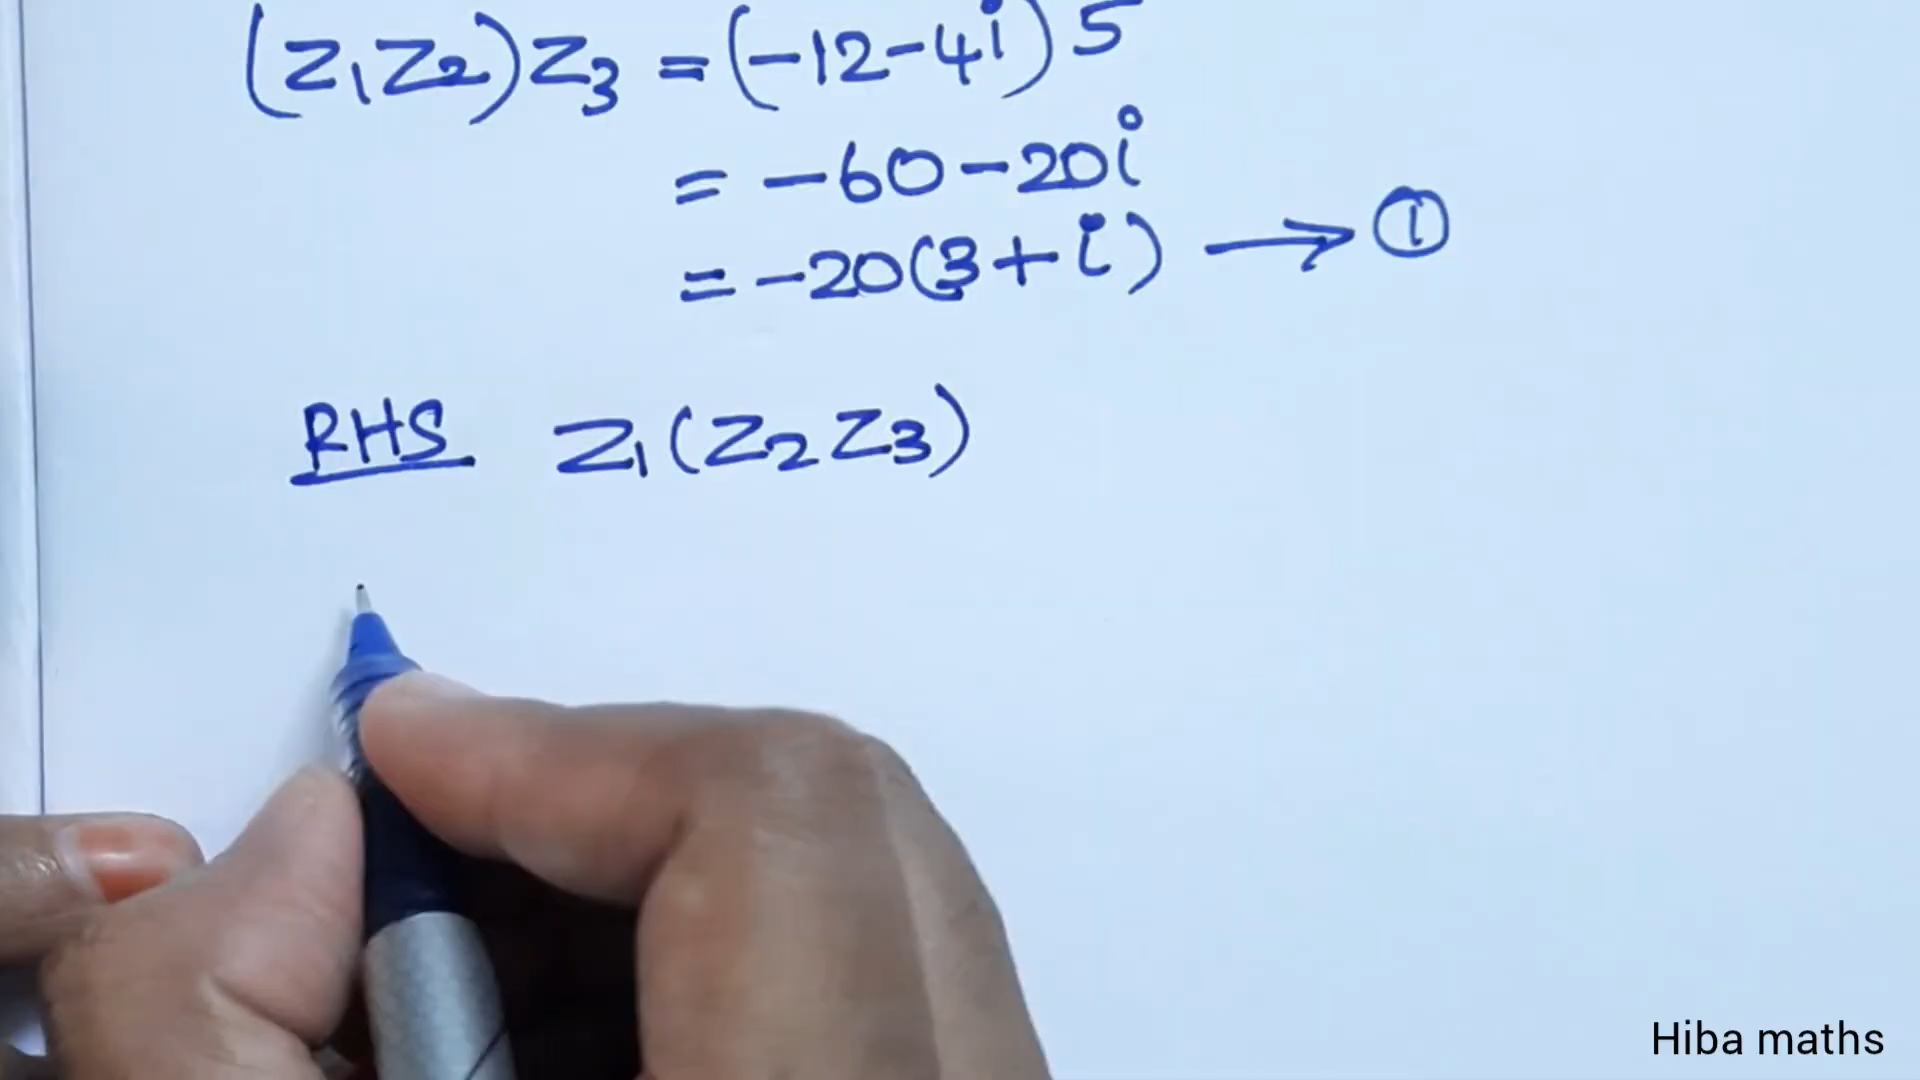 (Z₁Z₂)Z₃ = (-12-4i)5
= -60-20i
= -20(3+i) → ①
RHS Z₁(Z₂Z₃)
Hiba maths